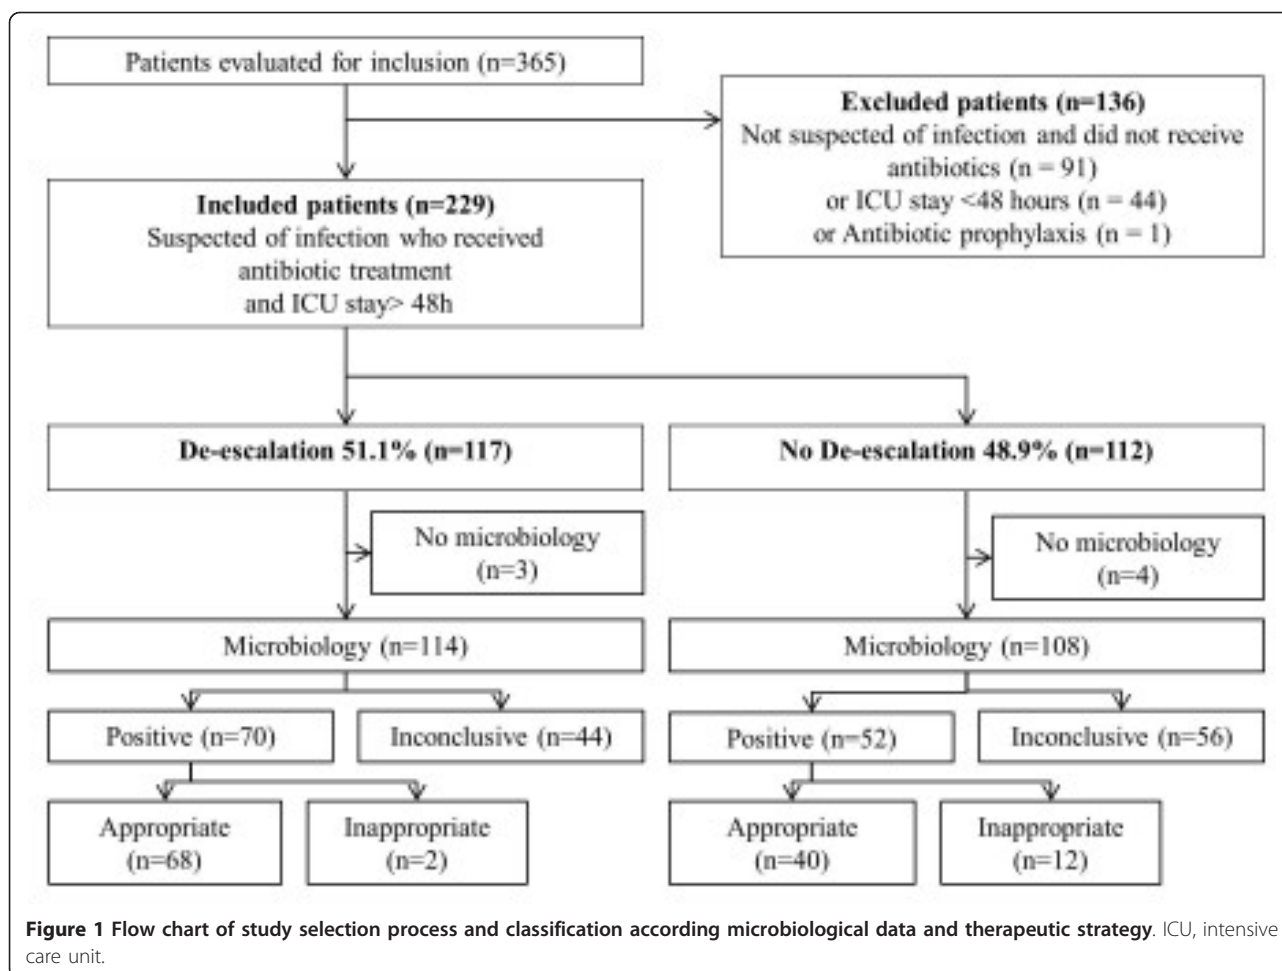 Patients evaluated for inclusion (n=365)
Excluded patients (n=136)
Not suspected of infection and did not receive
antibiotics (n = 91)
or ICU stay <48 hours (n = 44)
or Antibiotic prophylaxis (n = 1)
Included patients (n=229)
Suspected of infection who received
antibiotic treatment
and ICU stay> 48h
De-escalation 51.1% (n=117)
No De-escalation 48.9% (n=112)
No microbiology
(n=3)
No microbiology
(n=4)
Microbiology (n=114)
Microbiology (n=108)
Positive (n=70)
Inconclusive (n=44)
Positive (n=52)
Inconclusive (n=56)
Appropriate
(n=68)
Inappropriate
(n=2)
Appropriate
(n=40)
Inappropriate
(n=12)
Figure 1 Flow chart of study selection process and classification according microbiological data and therapeutic strategy. ICU, intensive
care unit.